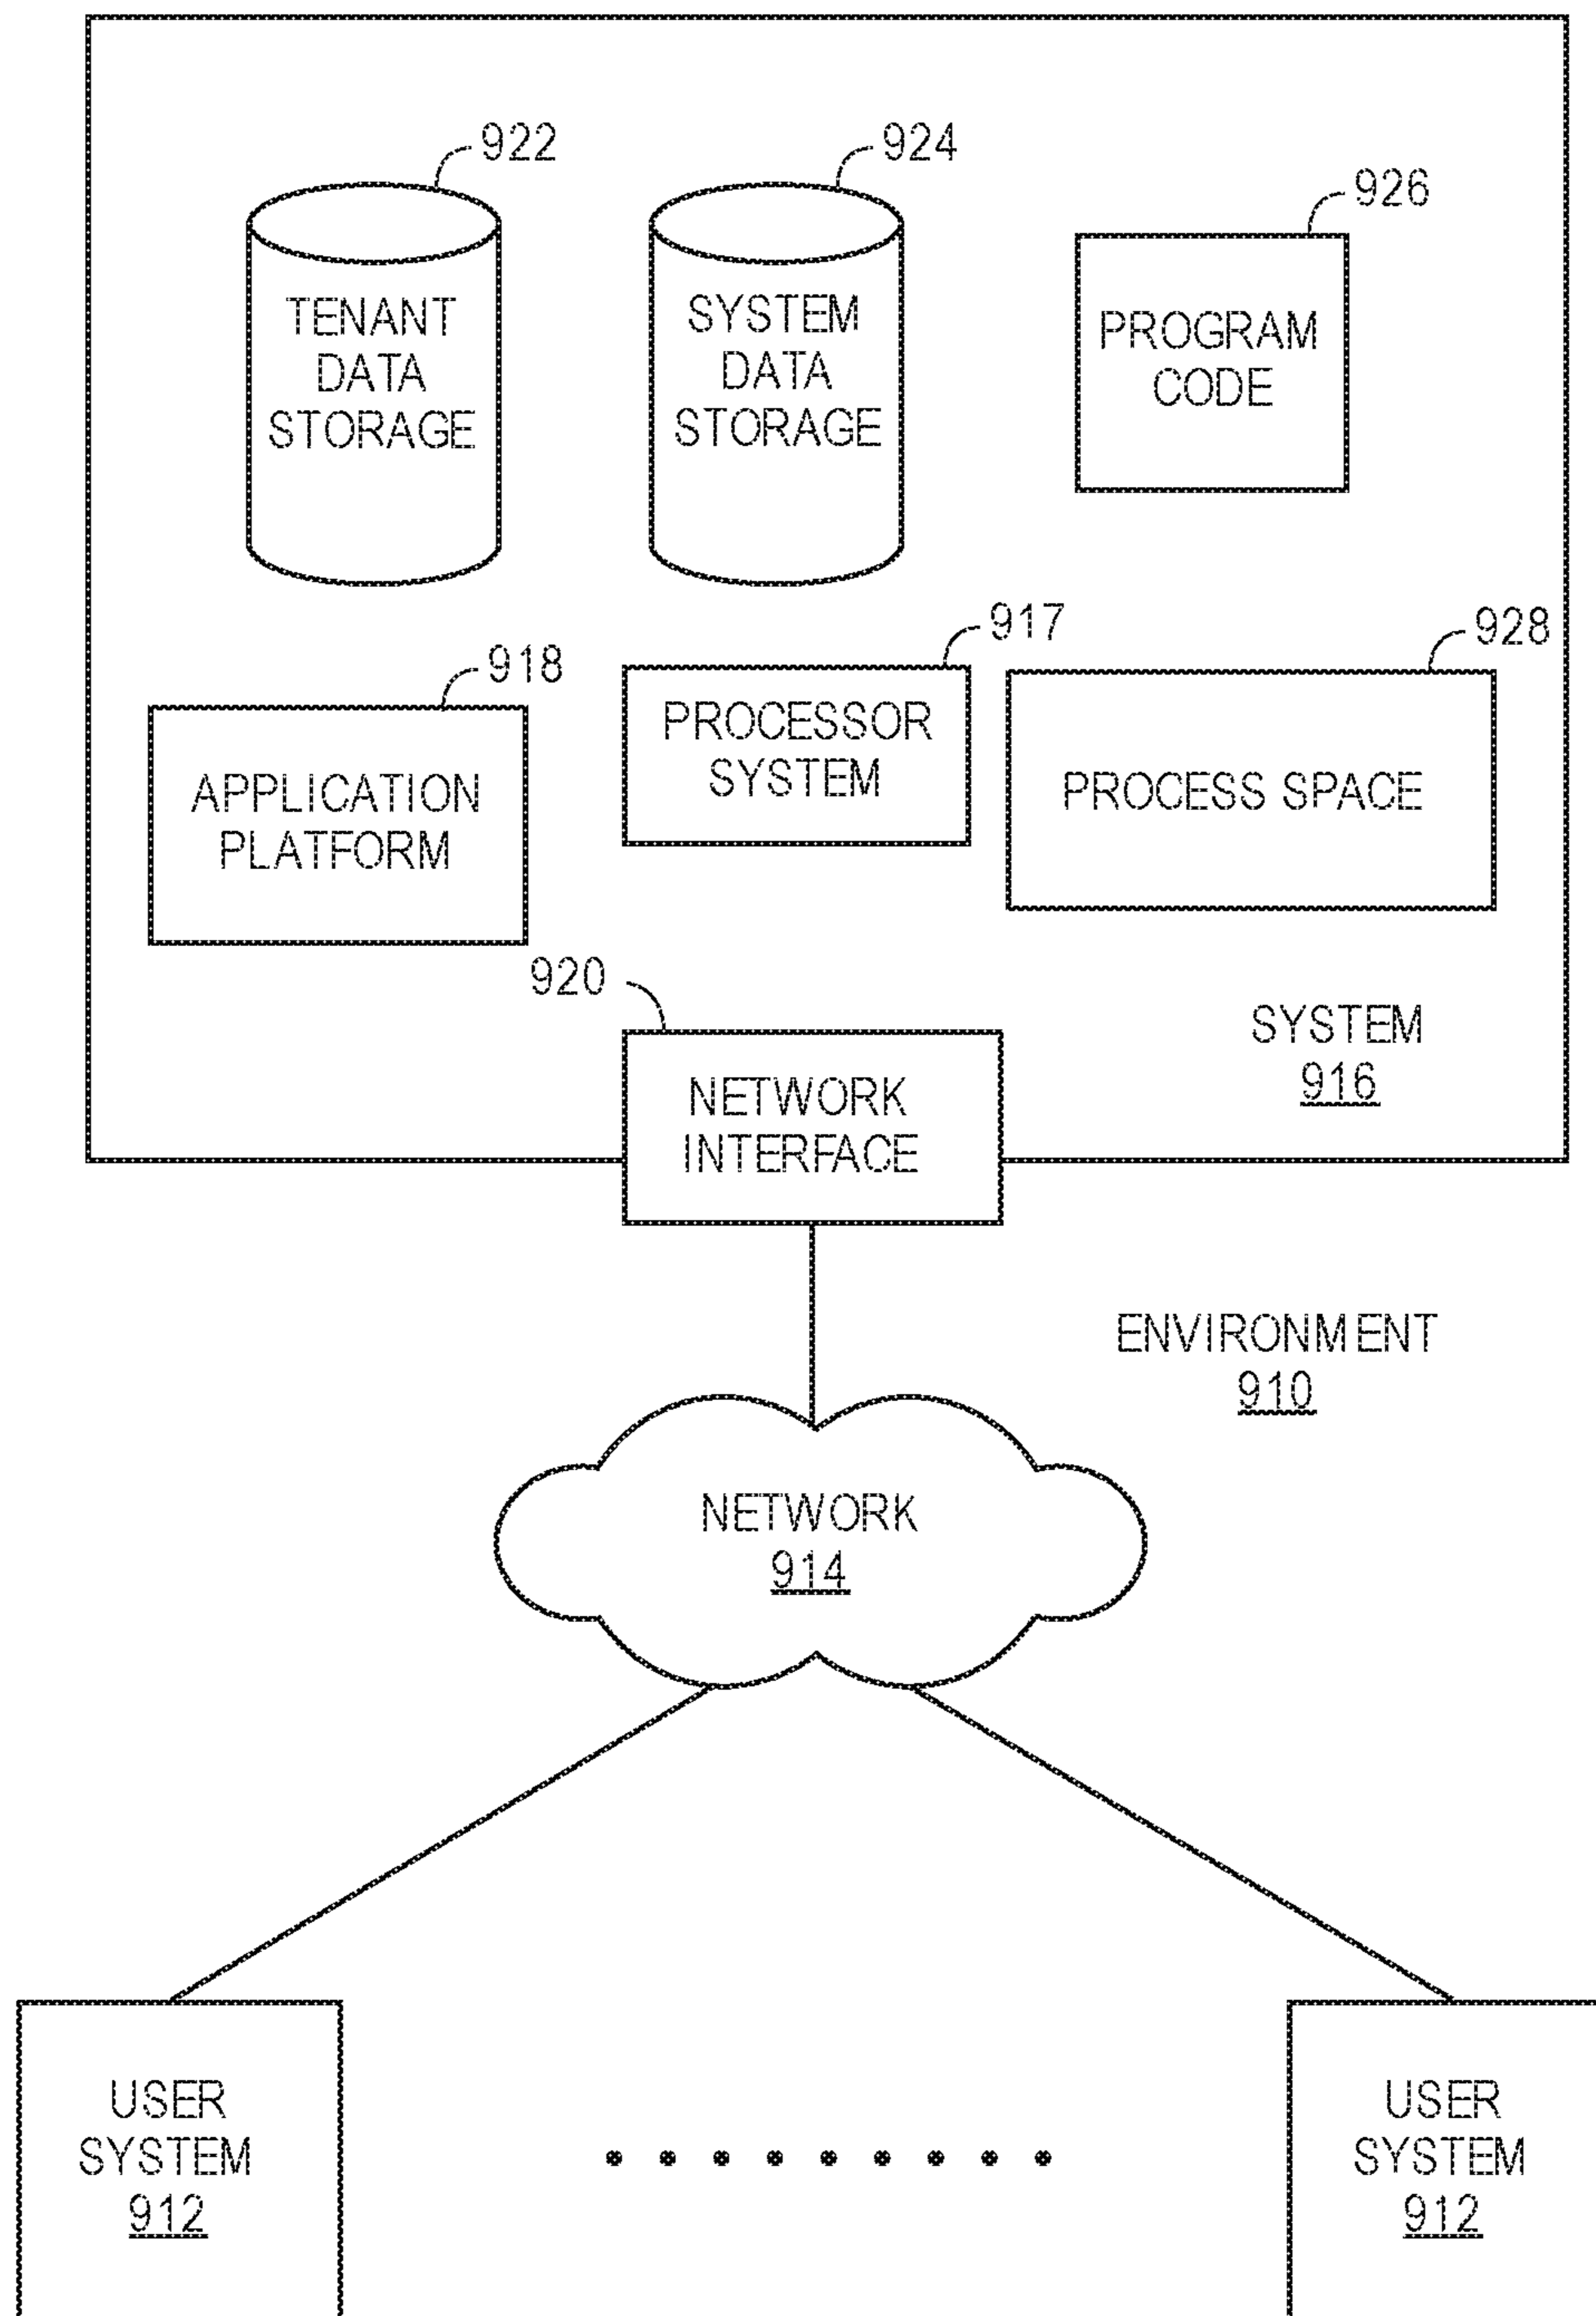 922
924
926
TENANT
DATA
STORAGE
SYSTEM
DATA
STORAGE
PROGRAM
CODE
918
917
928
APPLICATION
PLATFORM
PROCESSOR
SYSTEM
PROCESS SPACE
920
NETWORK
INTERFACE
SYSTEM
916
ENVIRONMENT
910
NETWORK
914
USER
SYSTEM
912
USER
SYSTEM
912